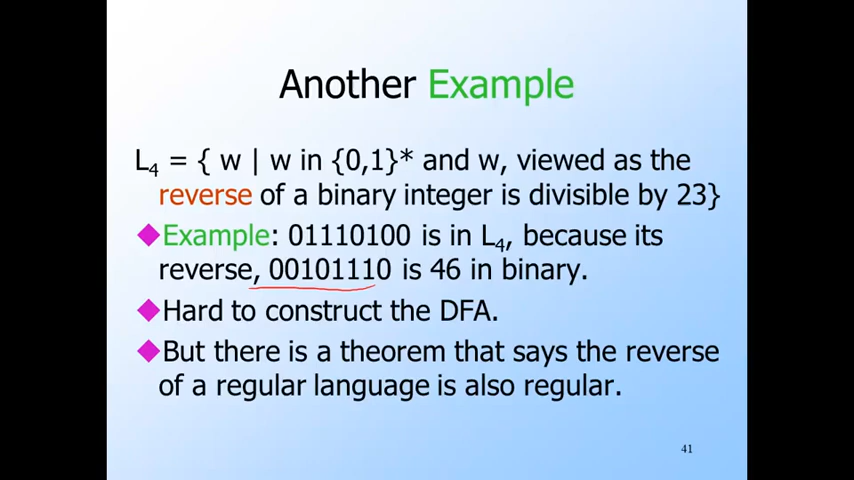 Another Example
L4 = { w | w in {0,1}* and w, viewed as the
reverse of a binary integer is divisible by 23}
Example: 01110100 is in L4, because its
reverse, 00101110 is 46 in binary.
Hard to construct the DFA.
But there is a theorem that says the reverse
of a regular language is also regular.
41